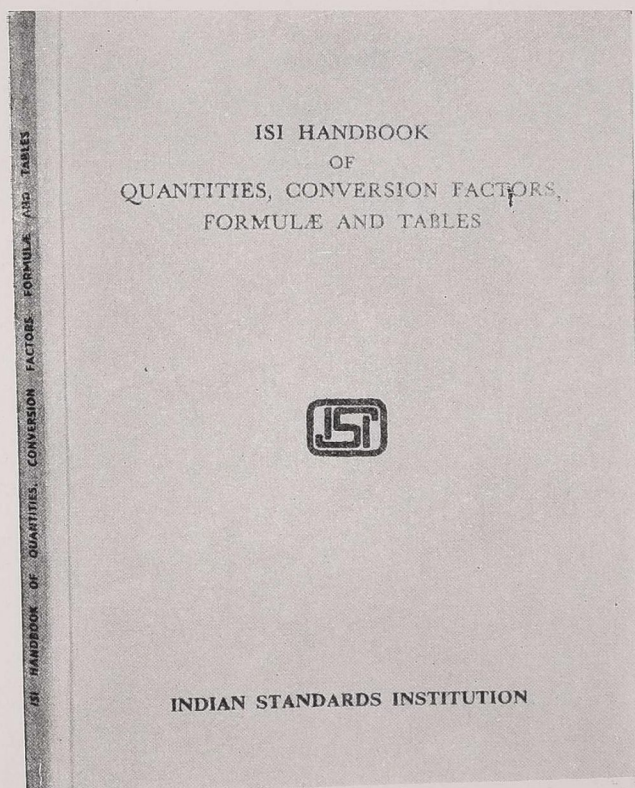 ISI HANDBOOK OF QUANTITIES, CONVERSION FACTORS, FORMULÆ AND TABLES
ISI HANDBOOK
OF
QUANTITIES, CONVERSION FACTORS,
FORMULÆ AND TABLES
ISI
INDIAN STANDARDS INSTITUTION